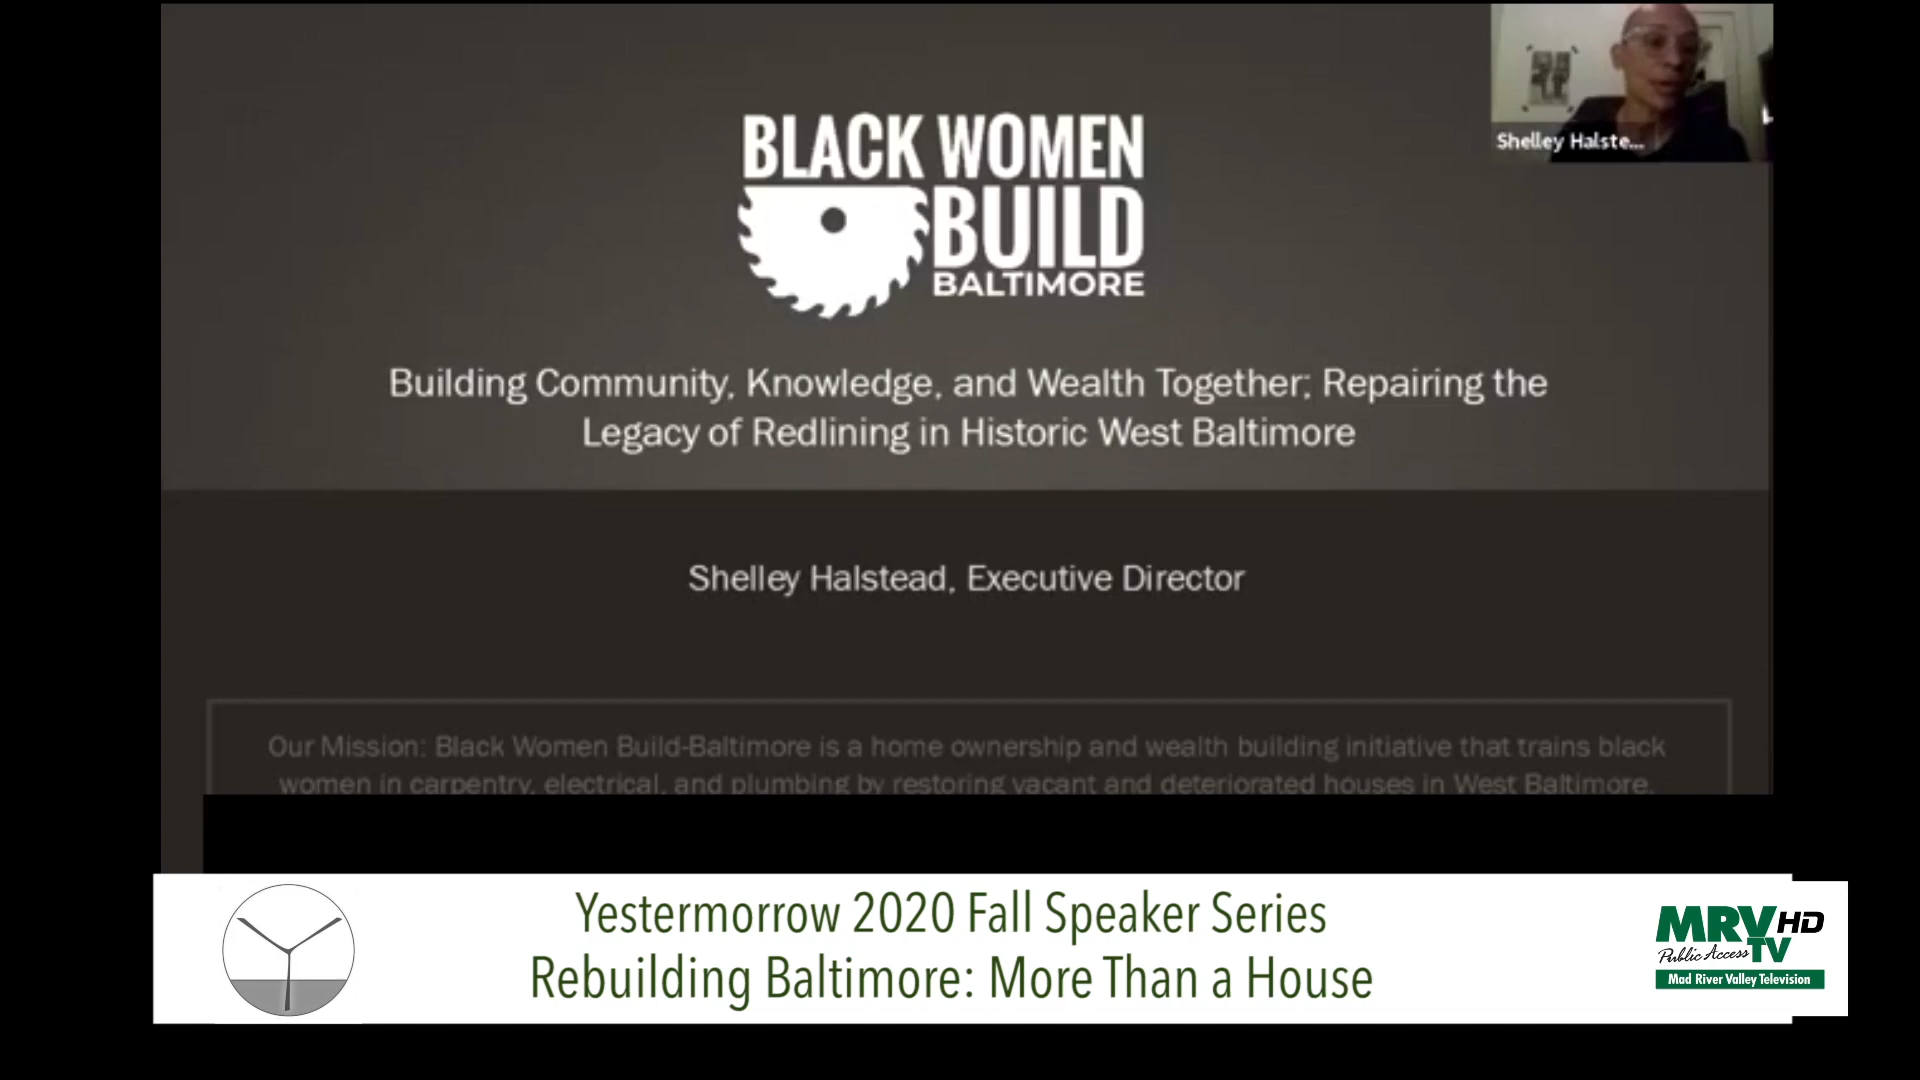 Shelley Halste...
BLACK WOMEN
BUILD
BALTIMORE
Building Community, Knowledge, and Wealth Together; Repairing the
Legacy of Redlining in Historic West Baltimore
Shelley Halstead, Executive Director
Our Mission: Black Women Build-Baltimore is a home ownership and wealth building initiative that trains black
women in carpentry, electrical, and plumbing by restoring vacant and deteriorated houses in West Baltimore.
Yestermorrow 2020 Fall Speaker Series
Rebuilding Baltimore: More Than a House
MRV HD
Public Access TV
Mad River Valley Television